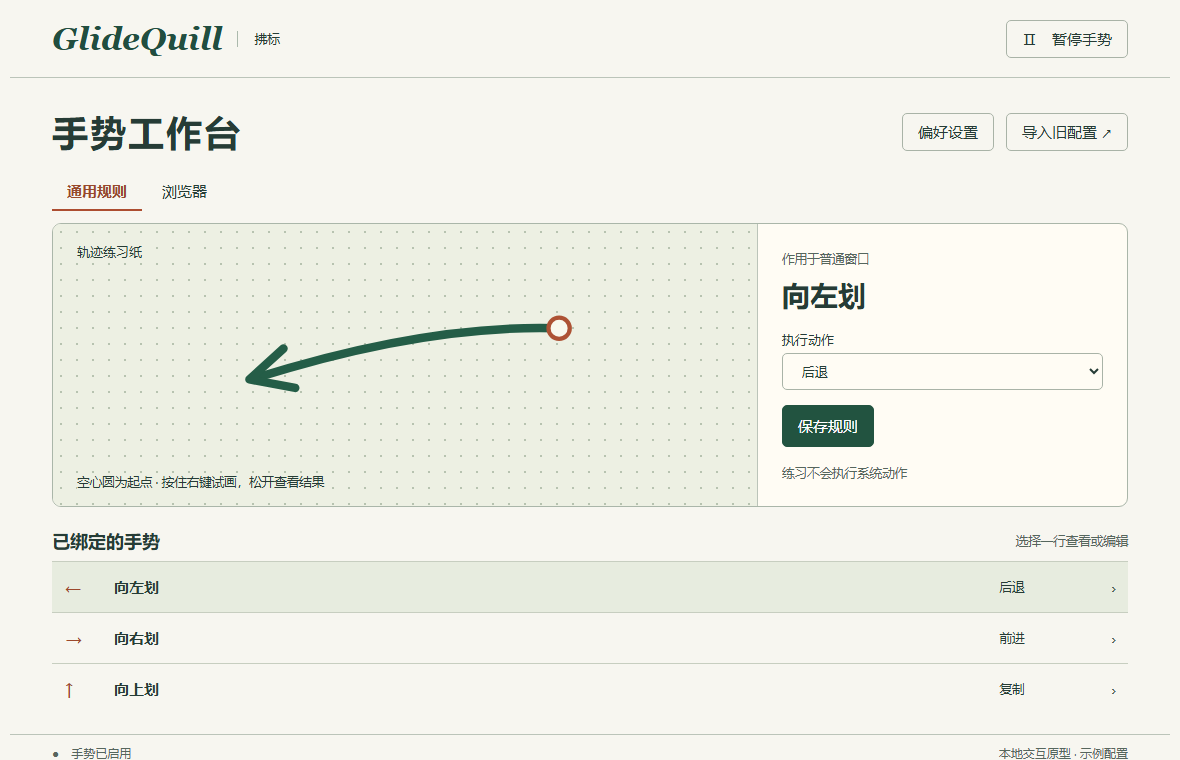 GlideQuill 拂标
暂停手势
手势工作台
偏好设置
导入旧配置 ↗
通用规则
浏览器
轨迹练习纸
空心圆为起点 · 按住右键试画，松开查看结果
作用于普通窗口
向左划
执行动作
后退
保存规则
练习不会执行系统动作
已绑定的手势
选择一行查看或编辑
← 向左划 后退 ›
→ 向右划 前进 ›
↑ 向上划 复制 ›
手势已启用
本地交互原型 · 示例配置